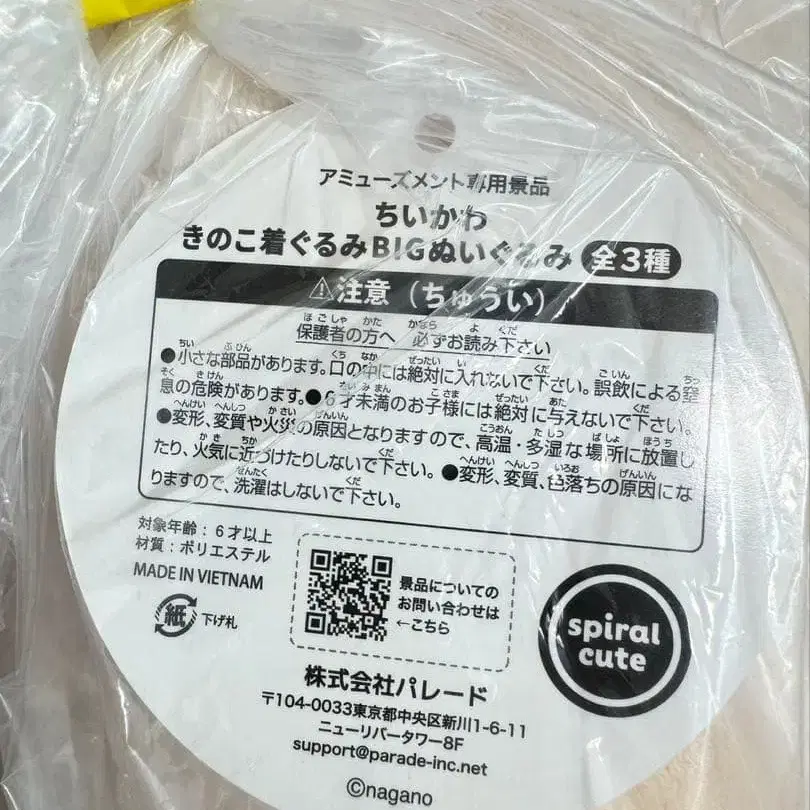 アミューズメント専用景品
ちいかわ
きのこ着ぐるみBIGぬいぐるみ 全3種
⚠注意（ちゅうい）
保護者の方へ 必ずお読み下さい
●小さな部品があります。口の中には絶対に入れないで下さい。誤飲による窒
息の危険があります。●6才未満のお子様には絶対に与えないで下さい。
●変形、変質や火災の原因となりますので、高温・多湿な場所に放置し
たり、火気に近づけたりしないで下さい。●変形、変質、色落ちの原因にな
りますので、洗濯はしないで下さい。
対象年齢：6才以上
材質：ポリエステル
MADE IN VIETNAM
紙 下げ札
景品についての
お問い合わせは
←こちら
spiral
cute
株式会社パレード
〒104-0033東京都中央区新川1-6-11
ニューリバータワー8F
support@parade-inc.net
©nagano